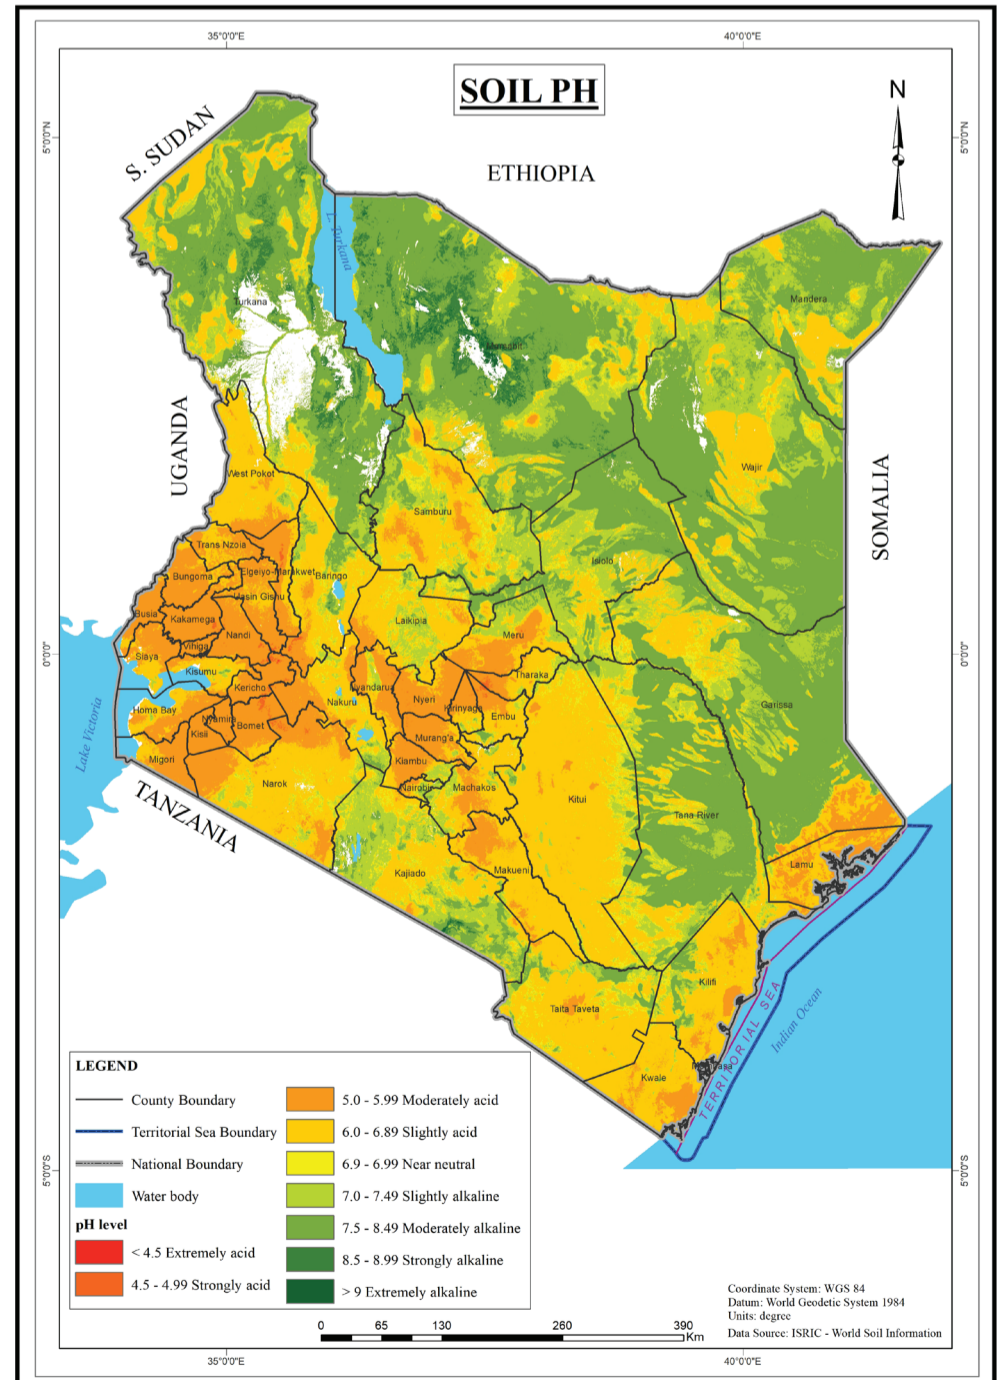 35°0'0"E
40°0'0"E
SOIL PH
N
S. SUDAN
ETHIOPIA
5°0'0"N
5°0'0"N
L. Turkana
Turkana
Mandera
Marsabit
UGANDA
SOMALIA
West Pokot
Wajir
Samburu
Trans Nzoia
Isiolo
Elgeiyo-Marakwet
Baringo
Bungoma
Uasin Gishu
Busia
Kakamega
Laikipia
Nandi
Meru
Vihiga
0°0'0"
0°0'0"
Siaya
Kisumu
Tharaka
Kericho
Nyandarua
Nakuru
Nyeri
Kirinyaga
Garissa
Homa Bay
Nyamira
Embu
Bomet
Kisii
Murang'a
Lake Victoria
Migori
Kiambu
Narok
Nairobi
Machakos
Kitui
TANZANIA
Tana River
Lamu
Kajiado
Makueni
Kilifi
Taita Taveta
TERRITORIAL SEA
Indian Ocean
Mombasa
Kwale
LEGEND
County Boundary
Territorial Sea Boundary
National Boundary
Water body
pH level
< 4.5 Extremely acid
4.5 - 4.99 Strongly acid
5.0 - 5.99 Moderately acid
6.0 - 6.89 Slightly acid
6.9 - 6.99 Near neutral
7.0 - 7.49 Slightly alkaline
7.5 - 8.49 Moderately alkaline
8.5 - 8.99 Strongly alkaline
> 9 Extremely alkaline
5°0'0"S
5°0'0"S
Coordinate System: WGS 84
Datum: World Geodetic System 1984
Units: degree
Data Source: ISRIC - World Soil Information
0 65 130 260 390
Km
35°0'0"E
40°0'0"E